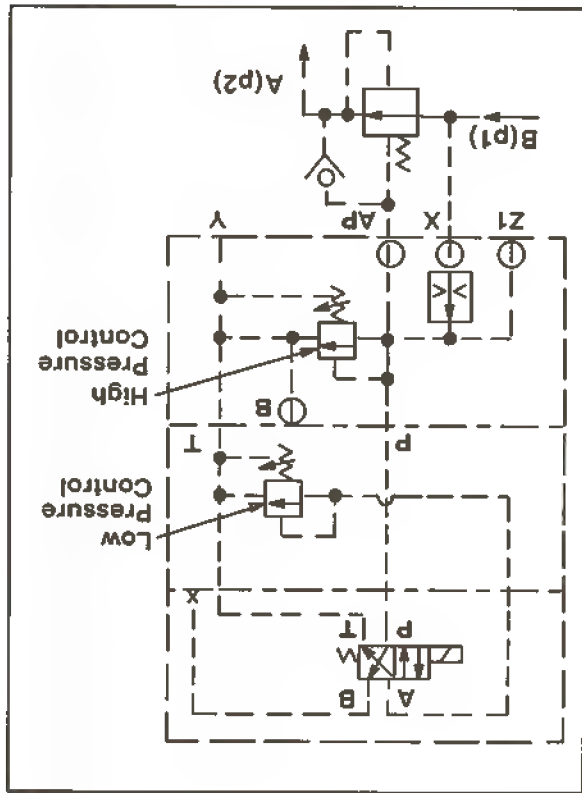 A B
P T
x
Low
Pressure
Control
P T
B
High
Pressure
Control
Z1 X AP Y
B(p1) A(p2)